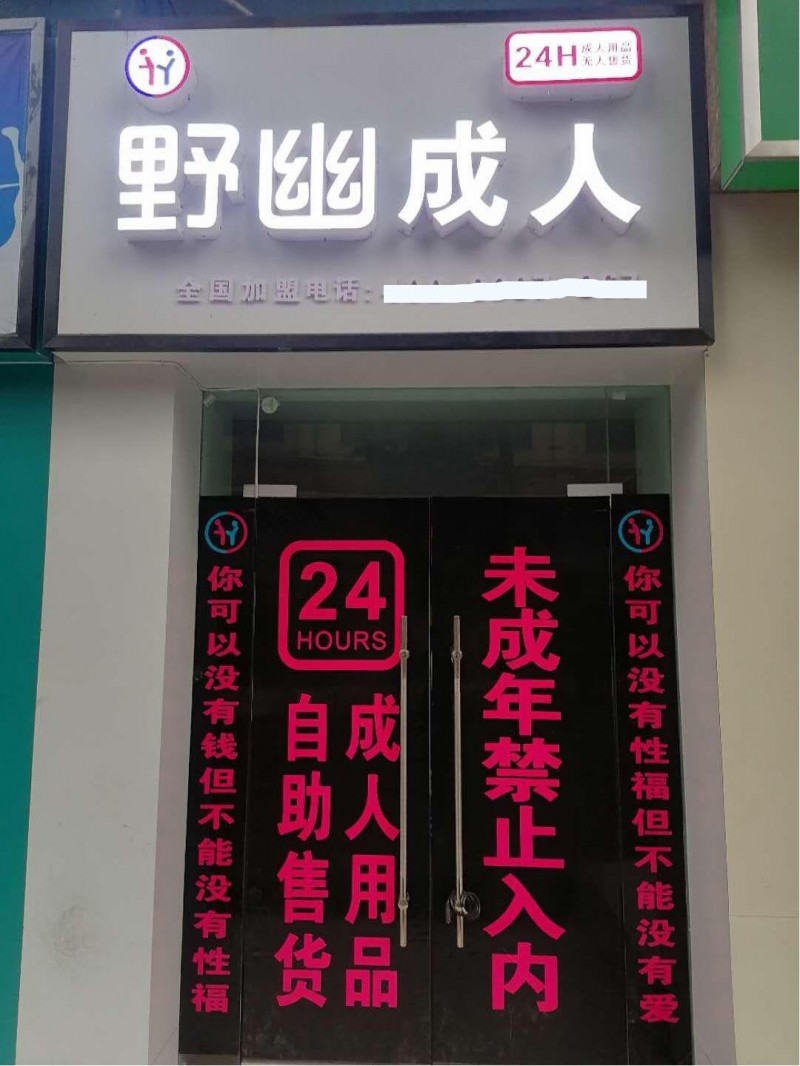 24H 成人用品
无人售货
野幽成人
全国加盟电话:
你可以没有钱但不能没有性福
24
HOURS
成人用品
自助售货
未成年禁止入内
你可以没有性福但不能没有爱